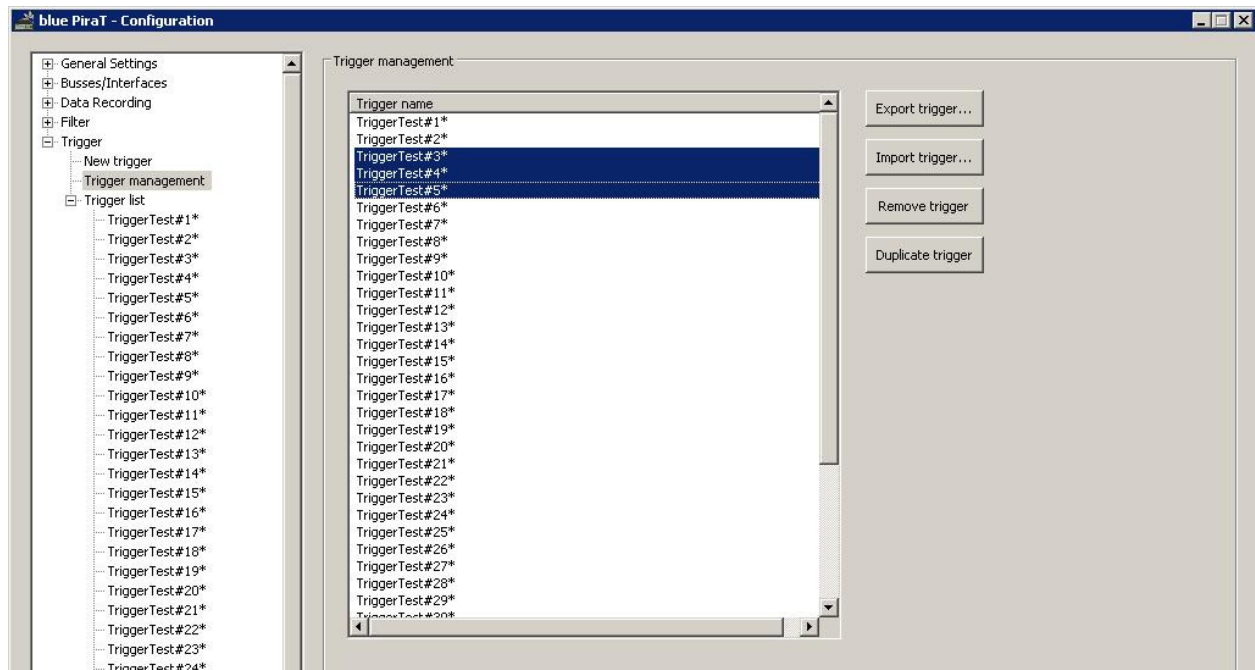 blue PiraT - Configuration
General Settings
Busses/Interfaces
Data Recording
Filter
Trigger
New trigger
Trigger management
Trigger list
TriggerTest#1*
TriggerTest#2*
TriggerTest#3*
TriggerTest#4*
TriggerTest#5*
TriggerTest#6*
TriggerTest#7*
TriggerTest#8*
TriggerTest#9*
TriggerTest#10*
TriggerTest#11*
TriggerTest#12*
TriggerTest#13*
TriggerTest#14*
TriggerTest#15*
TriggerTest#16*
TriggerTest#17*
TriggerTest#18*
TriggerTest#19*
TriggerTest#20*
TriggerTest#21*
TriggerTest#22*
TriggerTest#23*
TriggerTest#24*
Trigger management
Trigger name
TriggerTest#1*
TriggerTest#2*
TriggerTest#3*
TriggerTest#4*
TriggerTest#5*
TriggerTest#6*
TriggerTest#7*
TriggerTest#8*
TriggerTest#9*
TriggerTest#10*
TriggerTest#11*
TriggerTest#12*
TriggerTest#13*
TriggerTest#14*
TriggerTest#15*
TriggerTest#16*
TriggerTest#17*
TriggerTest#18*
TriggerTest#19*
TriggerTest#20*
TriggerTest#21*
TriggerTest#22*
TriggerTest#23*
TriggerTest#24*
TriggerTest#25*
TriggerTest#26*
TriggerTest#27*
TriggerTest#28*
TriggerTest#29*
TriggerTest#30*
Export trigger...
Import trigger...
Remove trigger
Duplicate trigger